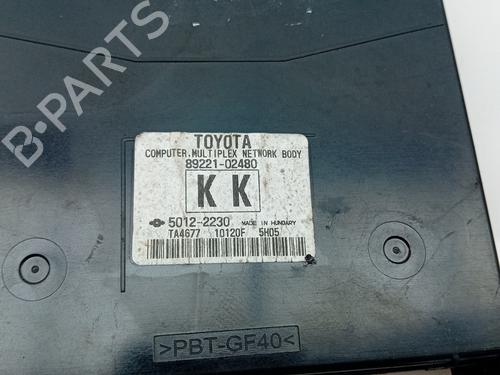 TOYOTA
COMPUTER.MULTIPLEX NETWORK BODY
89221-02480
K K
5012-2230 MADE IN HUNGARY
TA4677 10120F 5H05
>PBT-GF40<
B-PARTS